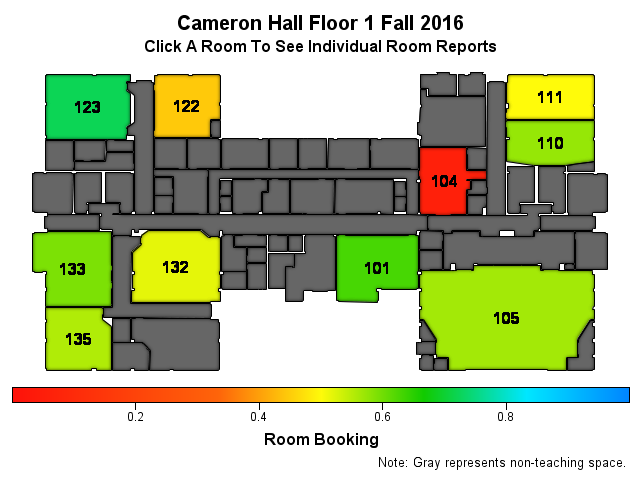 Cameron Hall Floor 1 Fall 2016
Click A Room To See Individual Room Reports
123
122
111
110
104
133
132
101
105
135
0.2 0.4 0.6 0.8
Room Booking
Note: Gray represents non-teaching space.